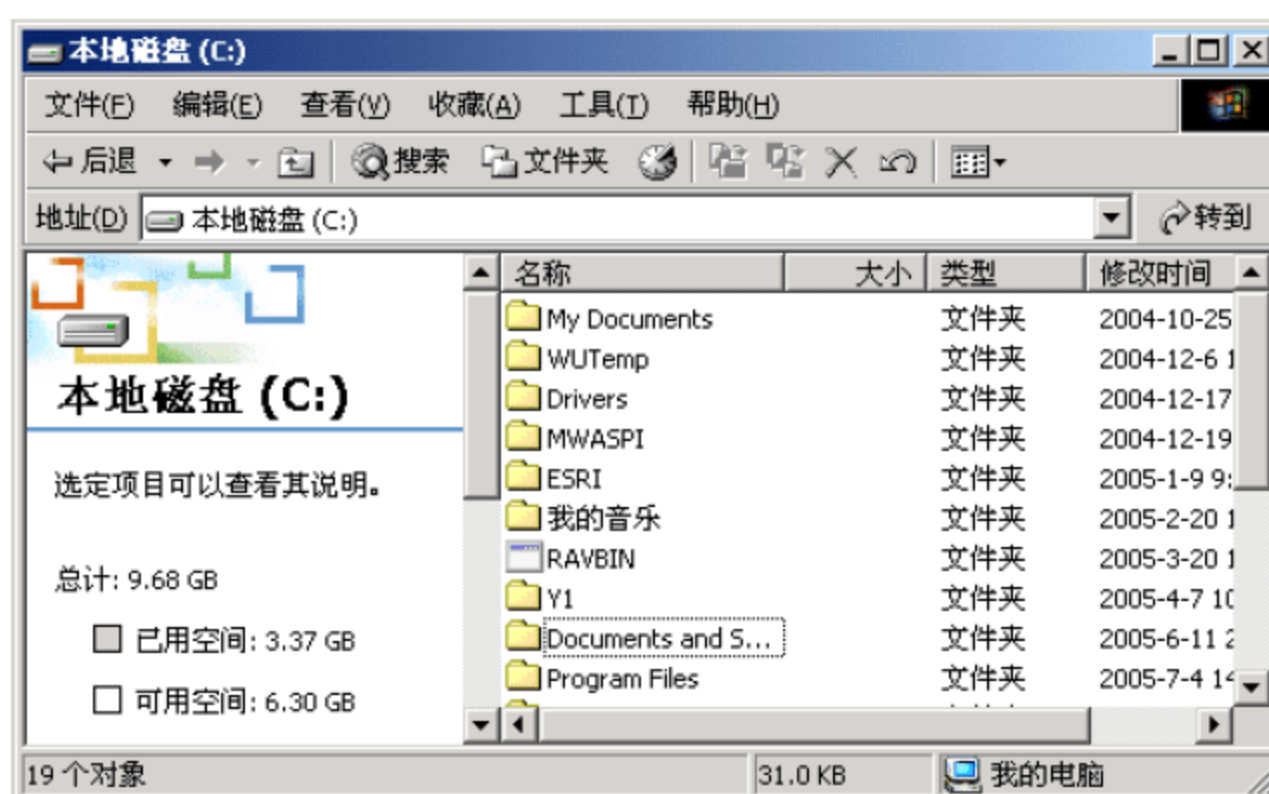 本地磁盘 (C:)
文件(F) 编辑(E) 查看(V) 收藏(A) 工具(T) 帮助(H)
后退 搜索 文件夹
地址(D) 本地磁盘 (C:) 转到
本地磁盘 (C:)
选定项目可以查看其说明。
总计: 9.68 GB
已用空间: 3.37 GB
可用空间: 6.30 GB
名称 大小 类型 修改时间
My Documents 文件夹 2004-10-25
WUTemp 文件夹 2004-12-6 1
Drivers 文件夹 2004-12-17
MWASPI 文件夹 2004-12-19
ESRI 文件夹 2005-1-9 9:
我的音乐 文件夹 2005-2-20 1
RAVBIN 文件夹 2005-3-20 1
Y1 文件夹 2005-4-7 10
Documents and S... 文件夹 2005-6-11 2
Program Files 文件夹 2005-7-4 14
19 个对象 31.0 KB 我的电脑